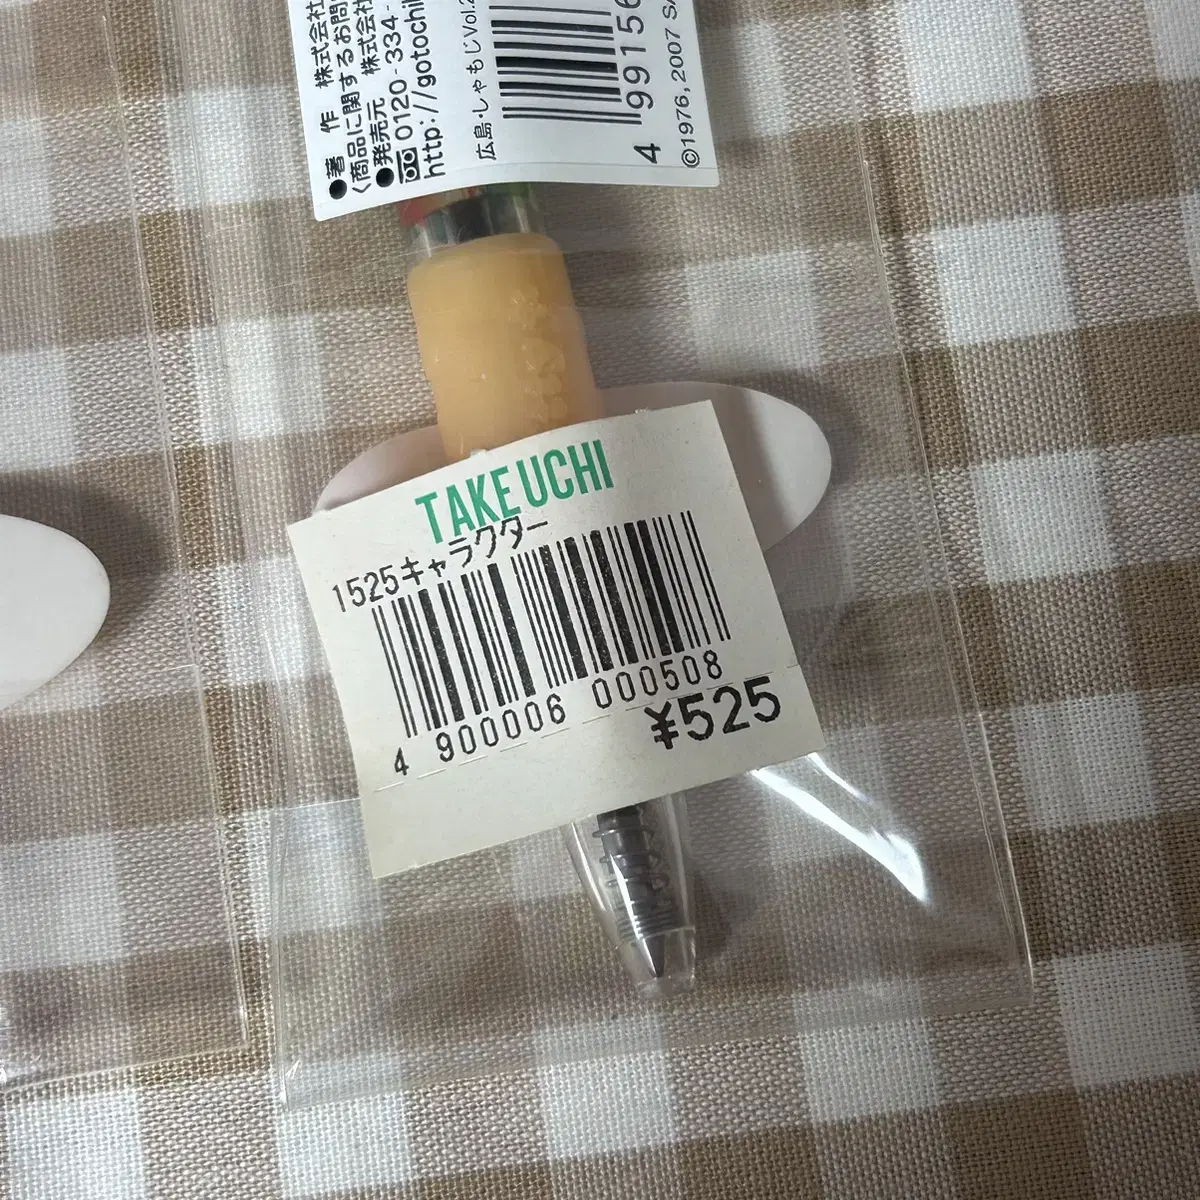 ●著　作　株式会社
〈商品に関するお問
●発売元　株式会社
0120-334-
http://gotochi
広島・しゃもじVol.2
4 99156
©1976, 2007 SA
TAKEUCHI
1525キャラクター
4 900006 000508
¥525